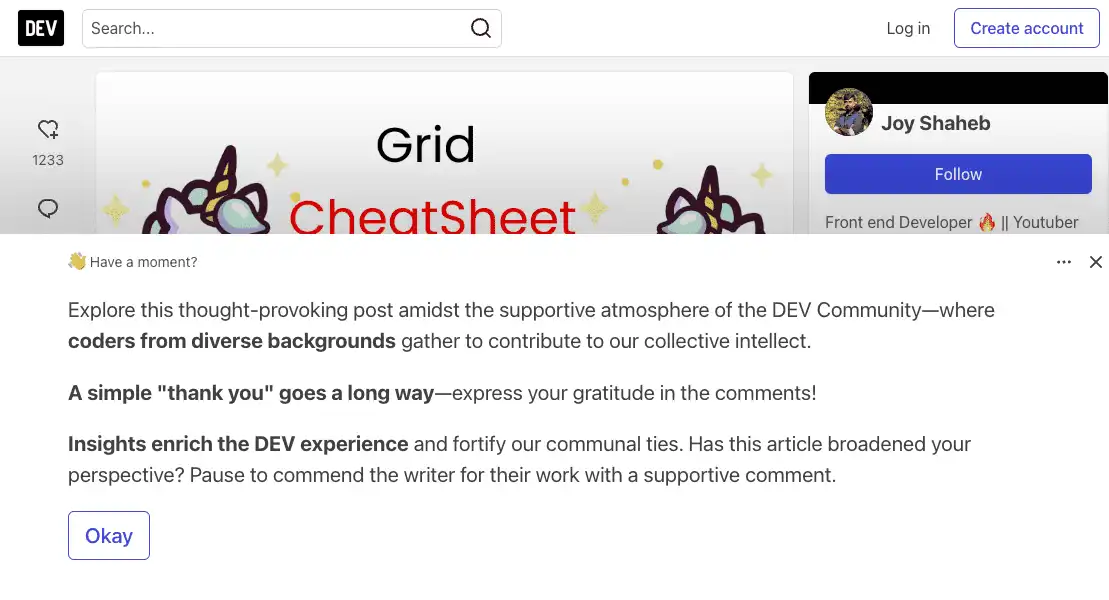 DEV
Search...
Log in
Create account
1233
Grid
CheatSheet
Joy Shaheb
Follow
Front end Developer 🔥 || Youtuber
👋 Have a moment?
Explore this thought-provoking post amidst the supportive atmosphere of the DEV Community—where
coders from diverse backgrounds gather to contribute to our collective intellect.
A simple "thank you" goes a long way—express your gratitude in the comments!
Insights enrich the DEV experience and fortify our communal ties. Has this article broadened your
perspective? Pause to commend the writer for their work with a supportive comment.
Okay